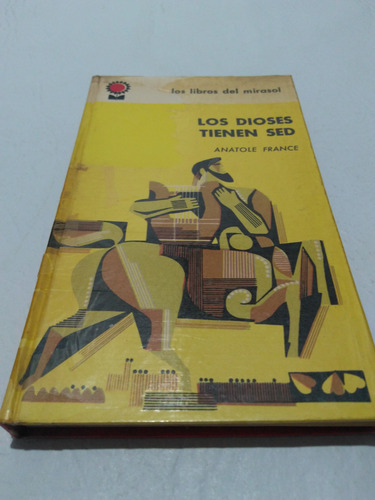 los libros del mirasol
LOS DIOSES
TIENEN SED
ANATOLE FRANCE